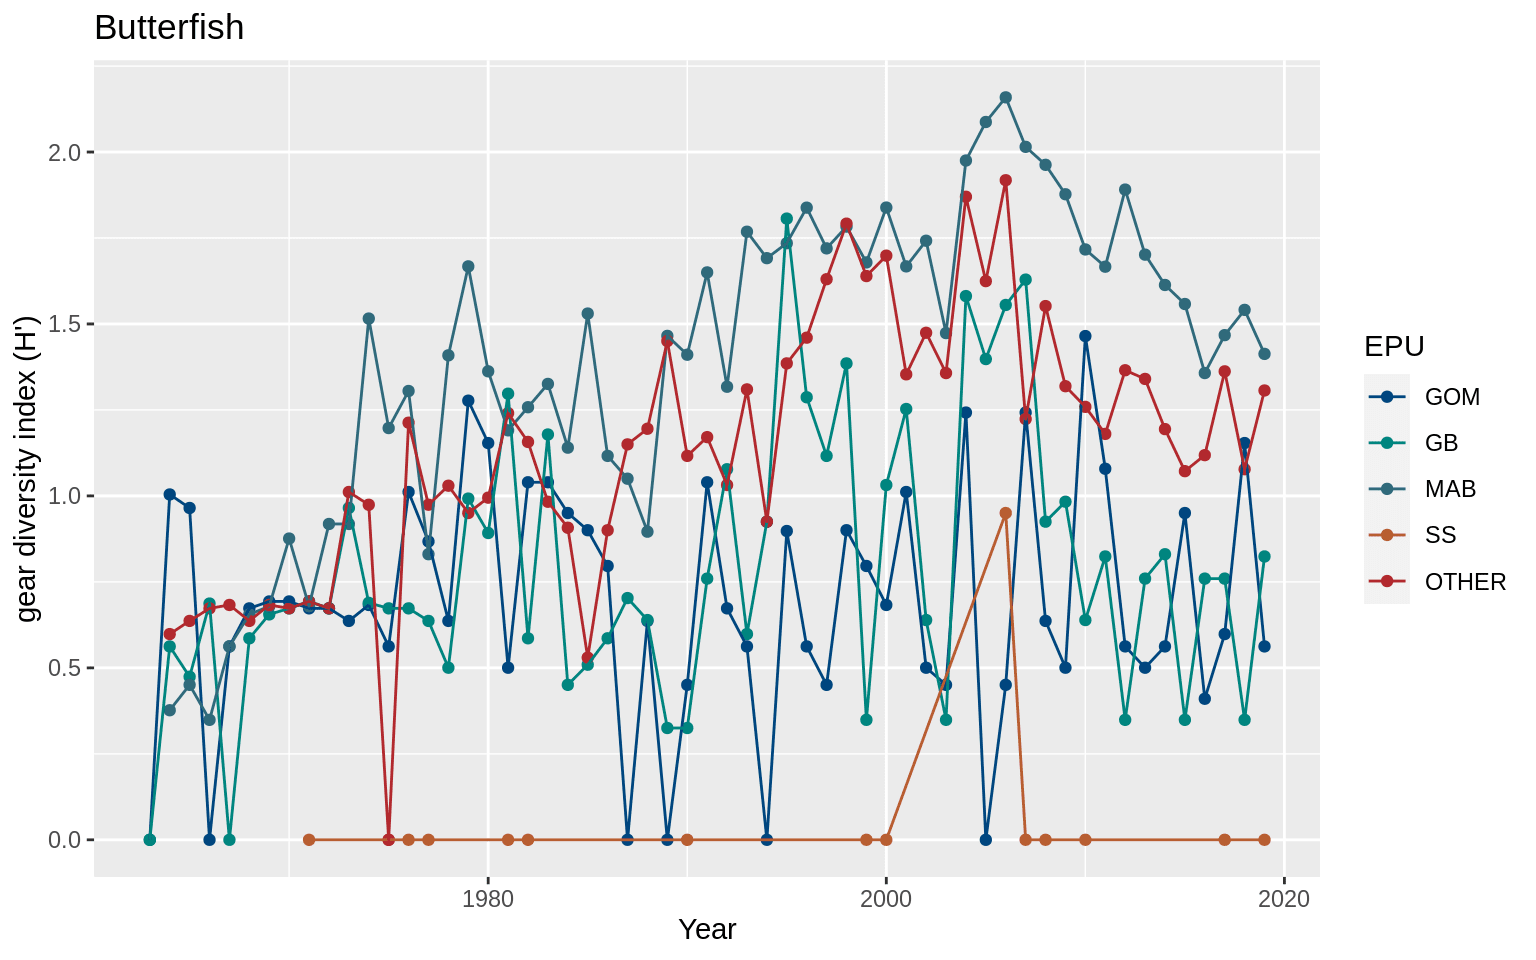 Butterfish
gear diversity index (H')
2.0
1.5
1.0
0.5
0.0
1980
2000
2020
Year
EPU
GOM
GB
MAB
SS
OTHER